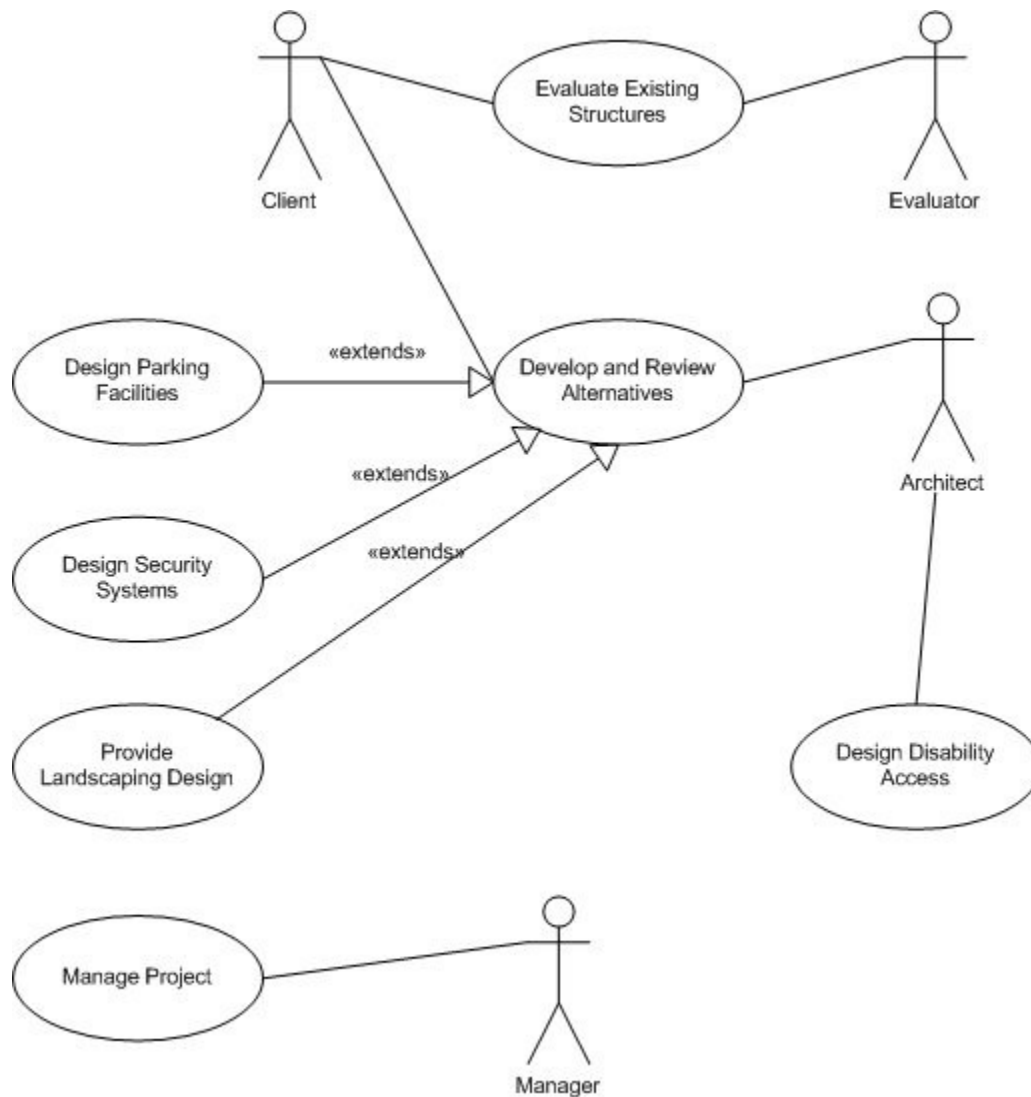 Evaluate Existing
Structures
Client
Evaluator
Design Parking
Facilities
«extends»
Develop and Review
Alternatives
Architect
«extends»
Design Security
Systems
«extends»
Provide
Landscaping Design
Design Disability
Access
Manage Project
Manager